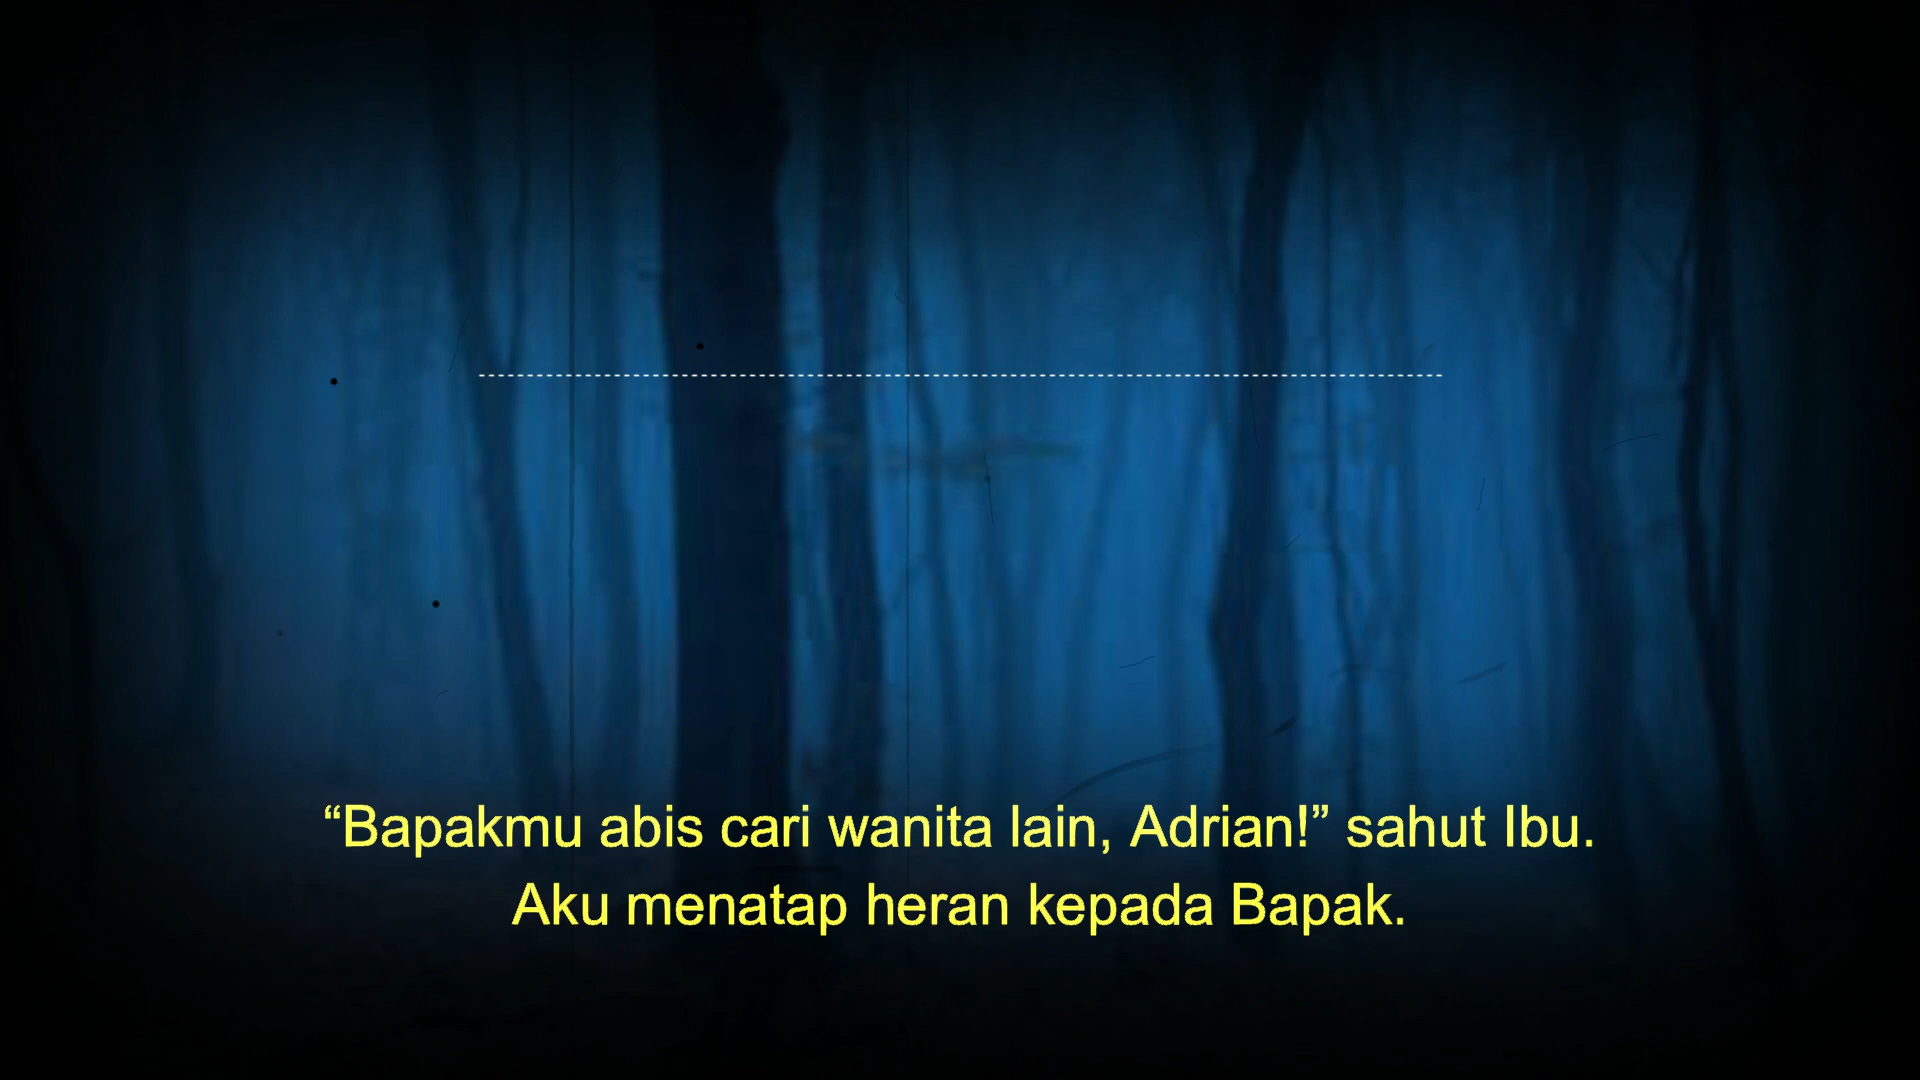 “Bapakmu abis cari wanita lain, Adrian!” sahut Ibu.
Aku menatap heran kepada Bapak.